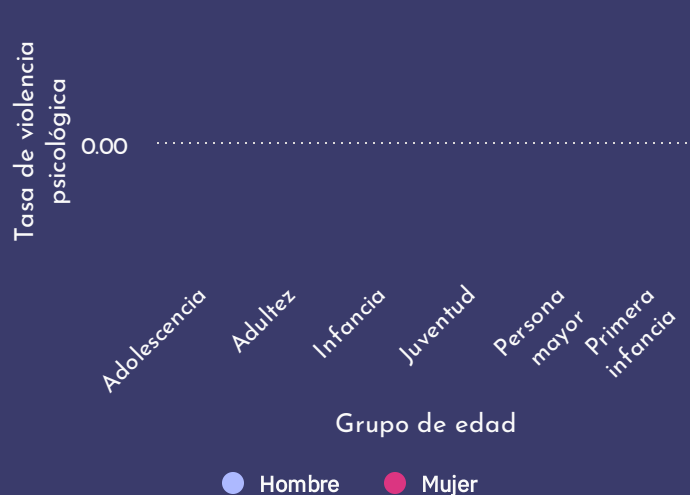 Tasa de violencia
psicológica
0.00
Adolescencia
Adultez
Infancia
Juventud
Persona
mayor
Primera
infancia
Grupo de edad
Hombre
Mujer